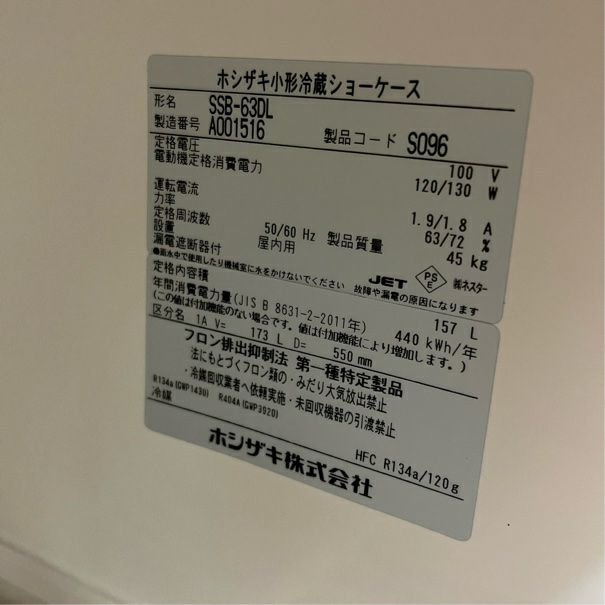 ホシザキ小形冷蔵ショーケース
形名 SSB-63DL
製造番号 A001516 製品コード S096
定格電圧 100 V
電動機定格消費電力 120/130 W
運転電流 1.9/1.8 A
力率 63/72 %
定格周波数 50/60 Hz 製品質量 45 kg
設置 屋内用
漏電遮断器付 JET PSE ㈱ネスター
●雨水中で使用したり機械室に水をかけないでください 故障や漏電の原因になります
定格内容積 157 L
年間消費電力量(JIS B 8631-2-2011年) 440 kWh/年
(この値は付加機能のない場合です。値は付加機能により増加します。)
区分名 1A V= 173 L D= 550 mm
フロン排出抑制法 第一種特定製品
法にもとづくフロン類の・みだり大気放出禁止
・冷媒回収業者へ依頼実施・未回収機器の引渡禁止
R134a(GWP1430) R404A(GWP3920)
冷媒 HFC R134a/120g
ホシザキ株式会社